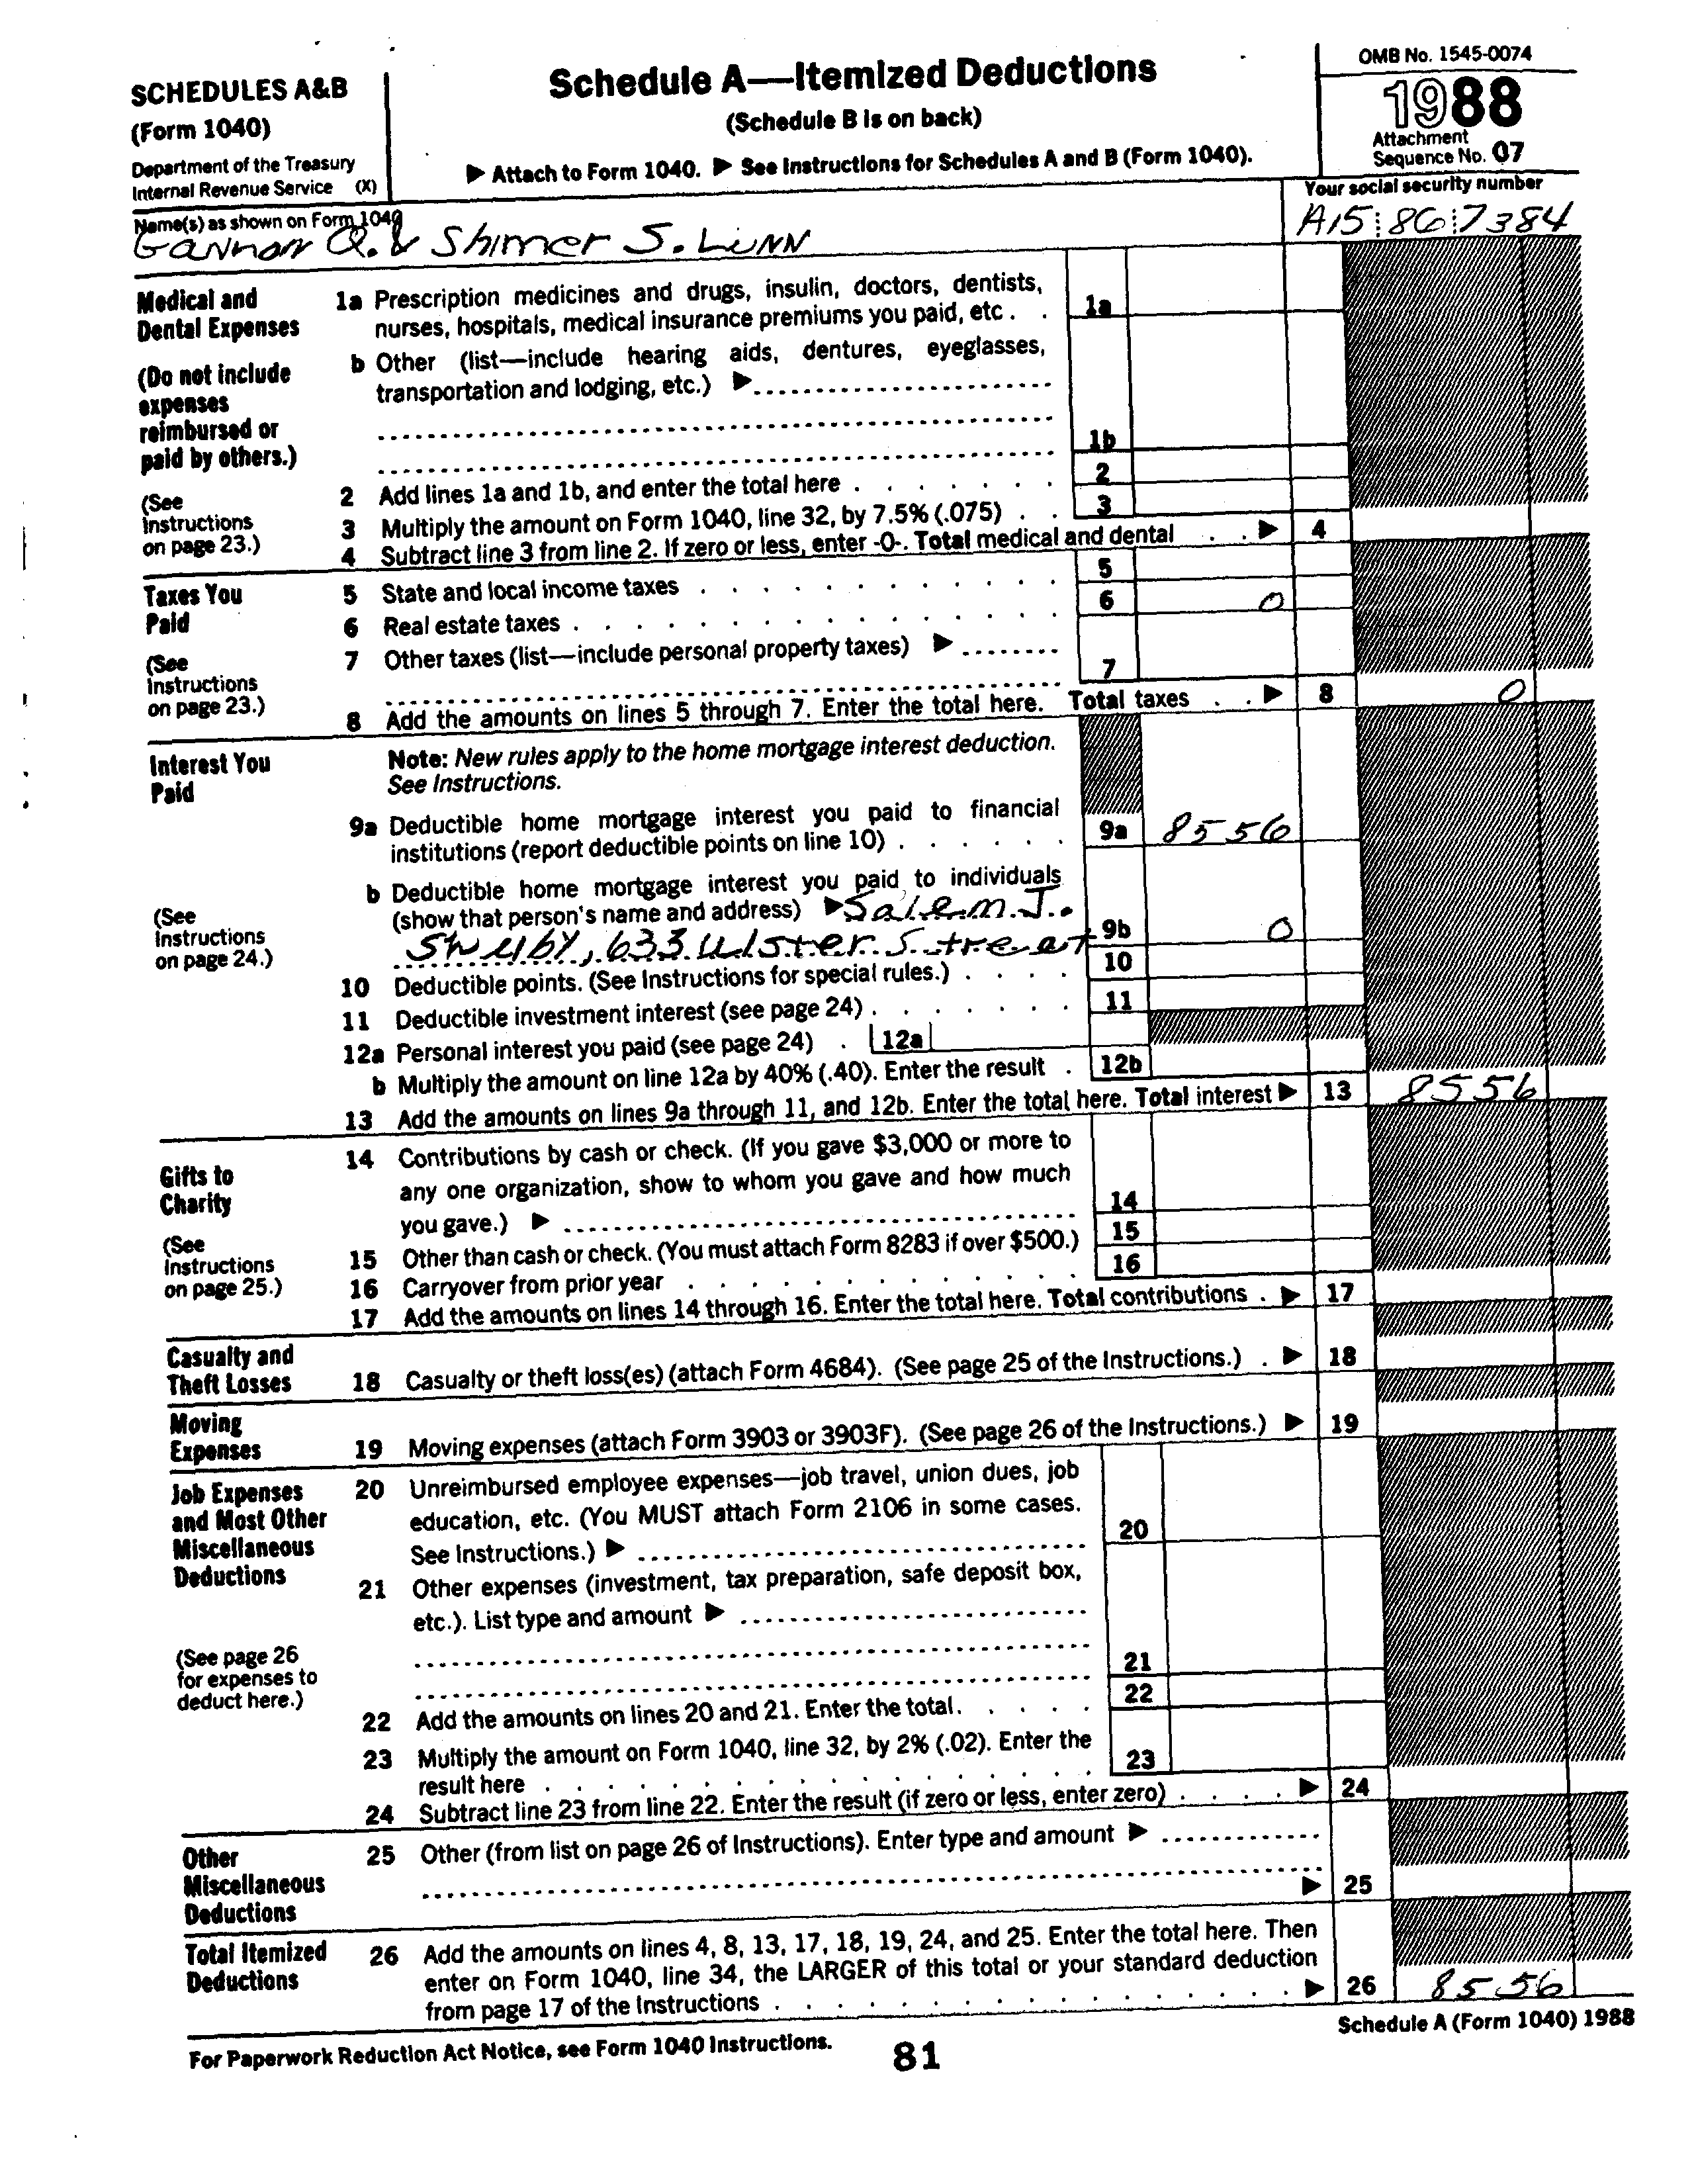 SCHEDULES A&B
(Form 1040)
Department of the Treasury
Internal Revenue Service (X)
Schedule A—Itemized Deductions
(Schedule B is on back)
▶ Attach to Form 1040. ▶ See Instructions for Schedules A and B (Form 1040).
OMB No. 1545-0074
1988
Attachment
Sequence No. 07
Name(s) as shown on Form 1040
Gannon Q. & Shimer S. Linn
Your social security number
A15 86 7384
Medical and
Dental Expenses
(Do not include
expenses
reimbursed or
paid by others.)
(See
Instructions
on page 23.)
1a Prescription medicines and drugs, insulin, doctors, dentists,
nurses, hospitals, medical insurance premiums you paid, etc . . 1a
b Other (list—include hearing aids, dentures, eyeglasses,
transportation and lodging, etc.) ▶
1b
2 Add lines 1a and 1b, and enter the total here . . . . . . . 2
3 Multiply the amount on Form 1040, line 32, by 7.5% (.075) . . 3
4 Subtract line 3 from line 2. If zero or less, enter -0-. Total medical and dental . . ▶ 4
Taxes You
Paid
(See
Instructions
on page 23.)
5 State and local income taxes . . . . . . . . . . . . 5
6 Real estate taxes . . . . . . . . . . . . . . . . 6 0
7 Other taxes (list—include personal property taxes) ▶
7
8 Add the amounts on lines 5 through 7. Enter the total here. Total taxes . . ▶ 8 0
Interest You
Paid
(See
Instructions
on page 24.)
Note: New rules apply to the home mortgage interest deduction.
See Instructions.
9a Deductible home mortgage interest you paid to financial
institutions (report deductible points on line 10) . . . . . . 9a 8556
b Deductible home mortgage interest you paid to individuals
(show that person's name and address) ▶ Salem J.
Shuby, 633 Ulster Street 9b 0
10 Deductible points. (See Instructions for special rules.) . . . . 10
11 Deductible investment interest (see page 24) . . . . . . . 11
12a Personal interest you paid (see page 24) . 12a
b Multiply the amount on line 12a by 40% (.40). Enter the result . 12b
13 Add the amounts on lines 9a through 11, and 12b. Enter the total here. Total interest ▶ 13 8556
Gifts to
Charity
(See
Instructions
on page 25.)
14 Contributions by cash or check. (If you gave $3,000 or more to
any one organization, show to whom you gave and how much
you gave.) ▶ 14
15 Other than cash or check. (You must attach Form 8283 if over $500.) 15
16 Carryover from prior year . . . . . . . . . . . . . 16
17 Add the amounts on lines 14 through 16. Enter the total here. Total contributions . ▶ 17
Casualty and
Theft Losses
18 Casualty or theft loss(es) (attach Form 4684). (See page 25 of the Instructions.) . ▶ 18
Moving
Expenses
19 Moving expenses (attach Form 3903 or 3903F). (See page 26 of the Instructions.) ▶ 19
Job Expenses
and Most Other
Miscellaneous
Deductions
(See page 26
for expenses to
deduct here.)
20 Unreimbursed employee expenses—job travel, union dues, job
education, etc. (You MUST attach Form 2106 in some cases.
See Instructions.) ▶ 20
21 Other expenses (investment, tax preparation, safe deposit box,
etc.). List type and amount ▶
21
22 Add the amounts on lines 20 and 21. Enter the total. . . . . 22
23 Multiply the amount on Form 1040, line 32, by 2% (.02). Enter the
result here . . . . . . . . . . . . . . . . . . 23
24 Subtract line 23 from line 22. Enter the result (if zero or less, enter zero) . . . . ▶ 24
Other
Miscellaneous
Deductions
25 Other (from list on page 26 of Instructions). Enter type and amount ▶
▶ 25
Total Itemized
Deductions
26 Add the amounts on lines 4, 8, 13, 17, 18, 19, 24, and 25. Enter the total here. Then
enter on Form 1040, line 34, the LARGER of this total or your standard deduction
from page 17 of the Instructions . . . . . . . . . . . . . . . . . ▶ 26 8556
For Paperwork Reduction Act Notice, see Form 1040 Instructions.
81
Schedule A (Form 1040) 1988